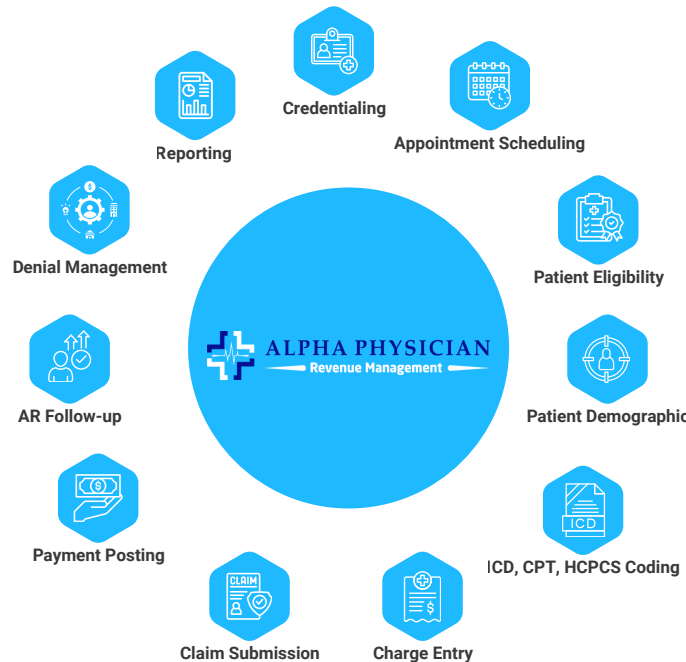 Credentialing
Appointment Scheduling
Reporting
Patient Eligibility
Denial Management
ALPHA PHYSICIAN
Revenue Management
Patient Demographic
AR Follow-up
ICD
ICD, CPT, HCPCS Coding
Payment Posting
CLAIM
Claim Submission
Charge Entry